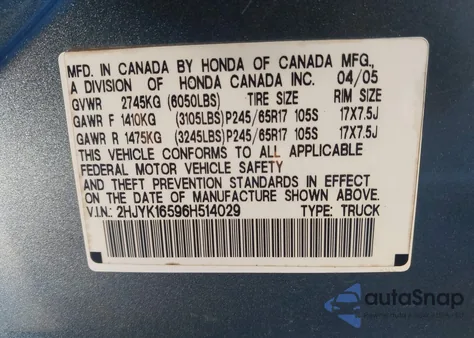 MFD. IN CANADA BY HONDA OF CANADA MFG.,
A DIVISION OF HONDA CANADA INC. 04/05
GVWR 2745KG (6050LBS) TIRE SIZE RIM SIZE
GAWR F 1410KG (3105LBS)P245/65R17 105S 17X7.5J
GAWR R 1475KG (3245LBS)P245/65R17 105S 17X7.5J
THIS VEHICLE CONFORMS TO ALL APPLICABLE
FEDERAL MOTOR VEHICLE SAFETY
AND THEFT PREVENTION STANDARDS IN EFFECT
ON THE DATE OF MANUFACTURE SHOWN ABOVE.
V.I.N: 2HJYK16596H514029 TYPE: TRUCK
autoSnap